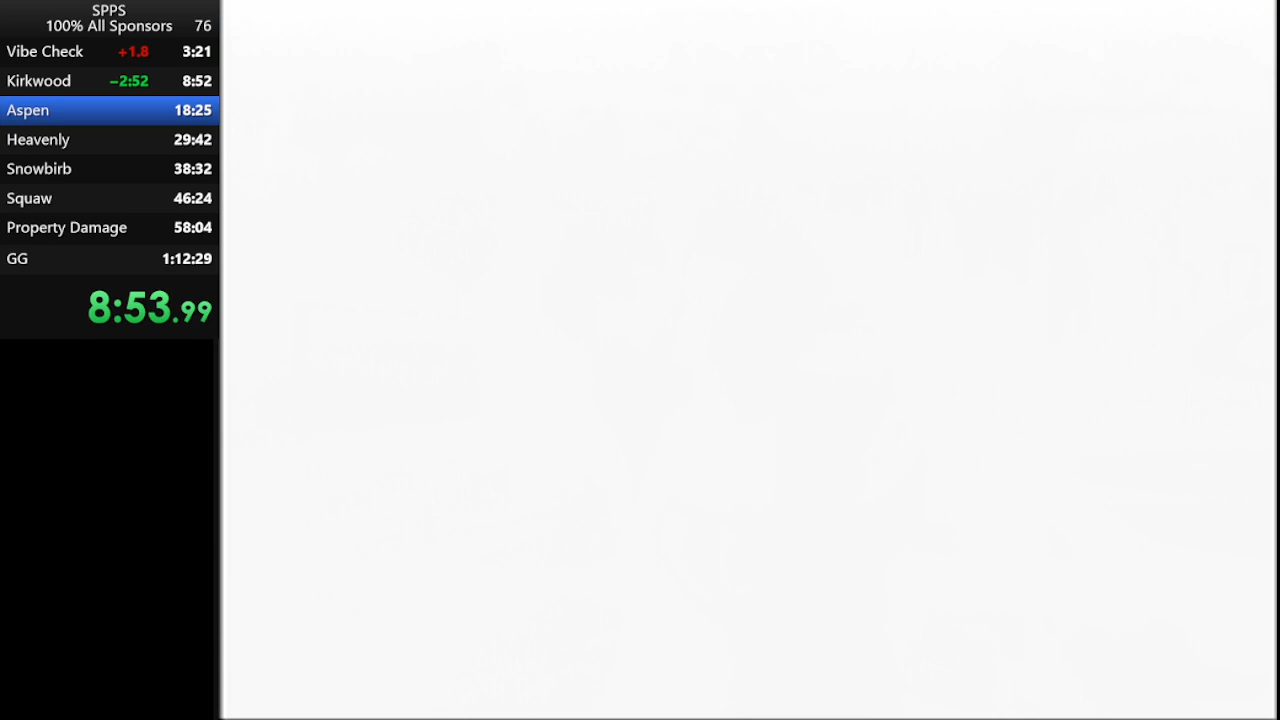 SPPS
100% All Sponsors 76
Vibe Check +1.8 3:21
Kirkwood −2:52 8:52
Aspen 18:25
Heavenly 29:42
Snowbirb 38:32
Squaw 46:24
Property Damage 58:04
GG 1:12:29
8:53.99